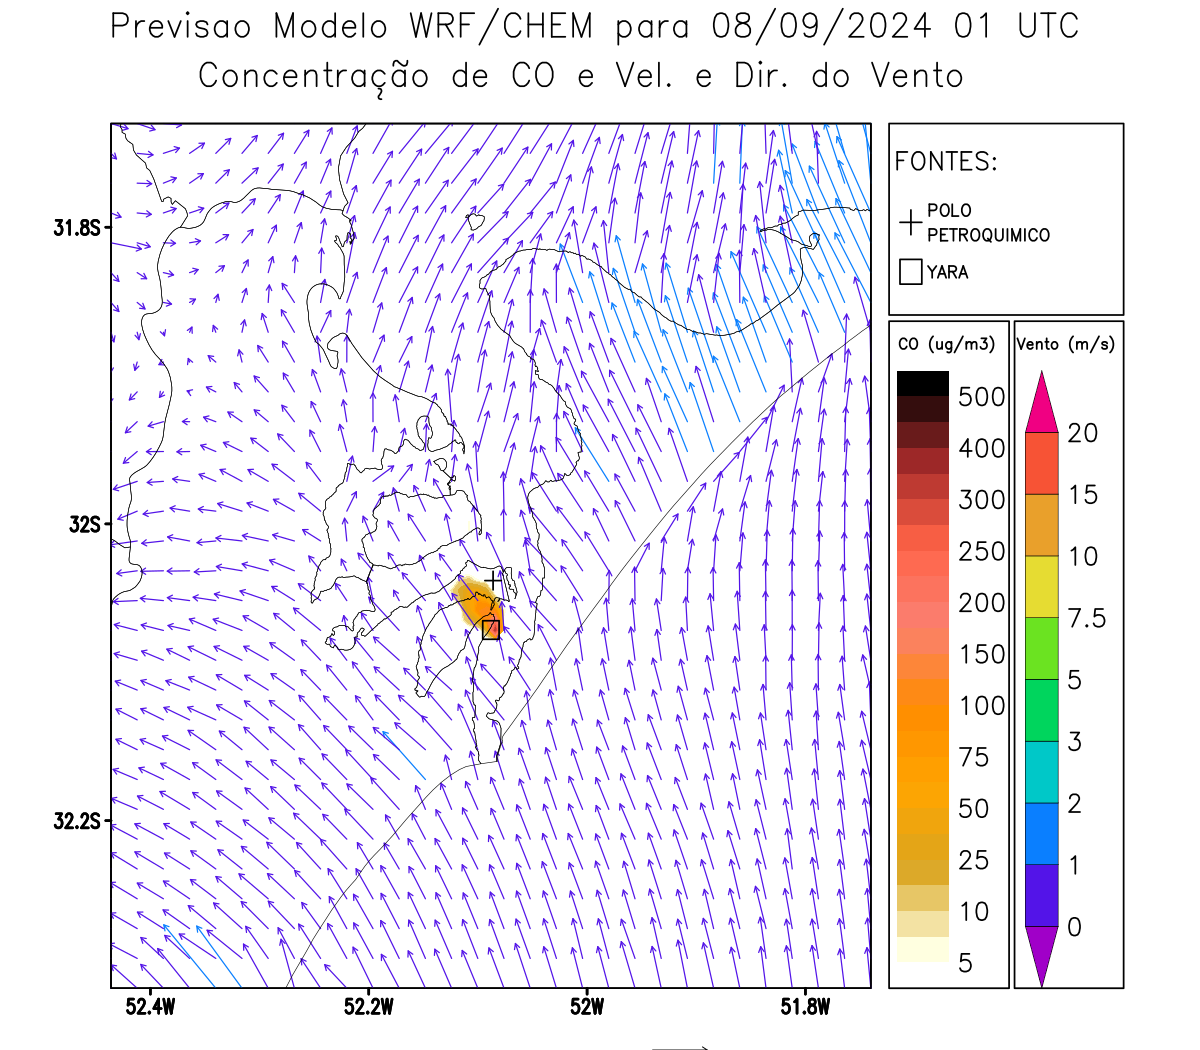 Previsao Modelo WRF/CHEM para 08/09/2024 01 UTC
Concentração de CO e Vel. e Dir. do Vento
FONTES:
POLO
PETROQUIMICO
YARA
CO (ug/m3)
500
400
300
250
200
150
100
75
50
25
10
5
Vento (m/s)
20
15
10
7.5
5
3
2
1
0
31.8S
32S
32.2S
52.4W
52.2W
52W
51.8W